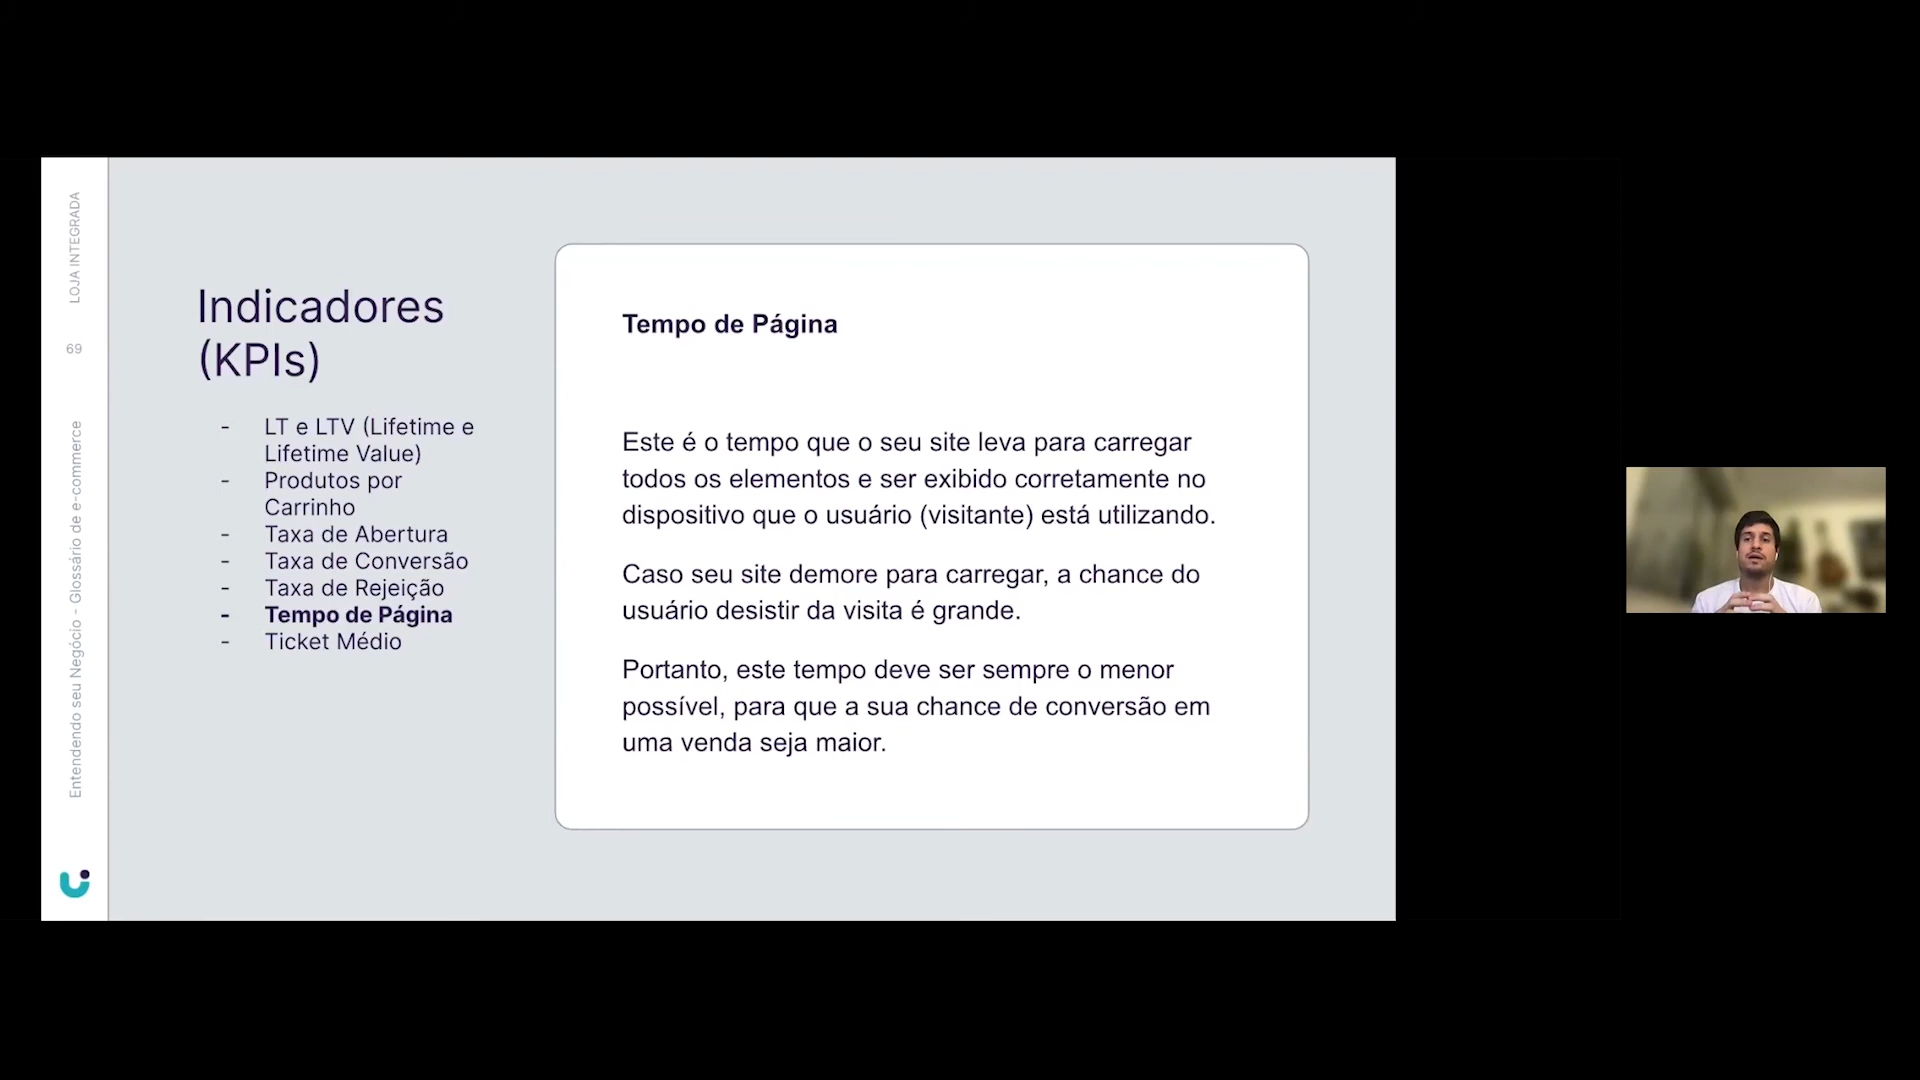 LOJA INTEGRADA
69
Entendendo seu Negócio - Glossário de e-commerce
Indicadores
(KPIs)
- LT e LTV (Lifetime e
Lifetime Value)
- Produtos por
Carrinho
- Taxa de Abertura
- Taxa de Conversão
- Taxa de Rejeição
- Tempo de Página
- Ticket Médio
Tempo de Página
Este é o tempo que o seu site leva para carregar
todos os elementos e ser exibido corretamente no
dispositivo que o usuário (visitante) está utilizando.
Caso seu site demore para carregar, a chance do
usuário desistir da visita é grande.
Portanto, este tempo deve ser sempre o menor
possível, para que a sua chance de conversão em
uma venda seja maior.